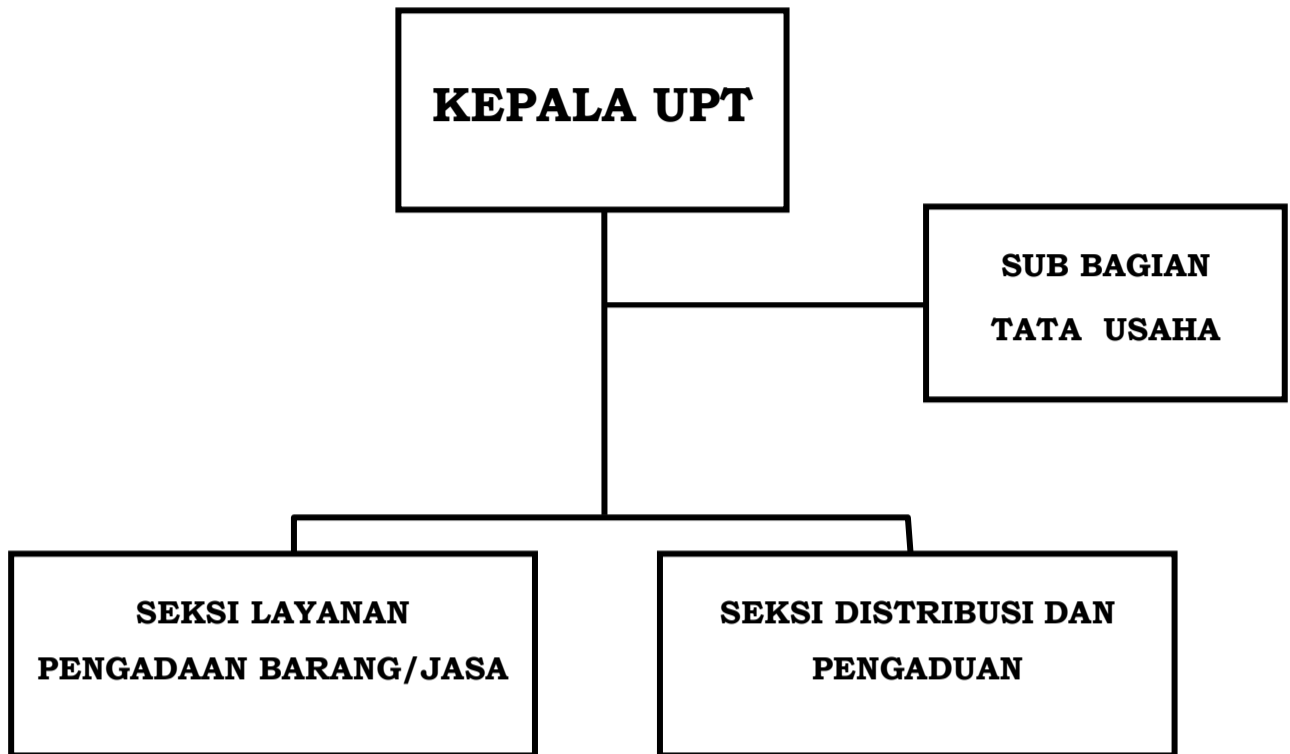 KEPALA UPT
SUB BAGIAN
TATA  USAHA
SEKSI LAYANAN
PENGADAAN BARANG/JASA
SEKSI DISTRIBUSI DAN
PENGADUAN